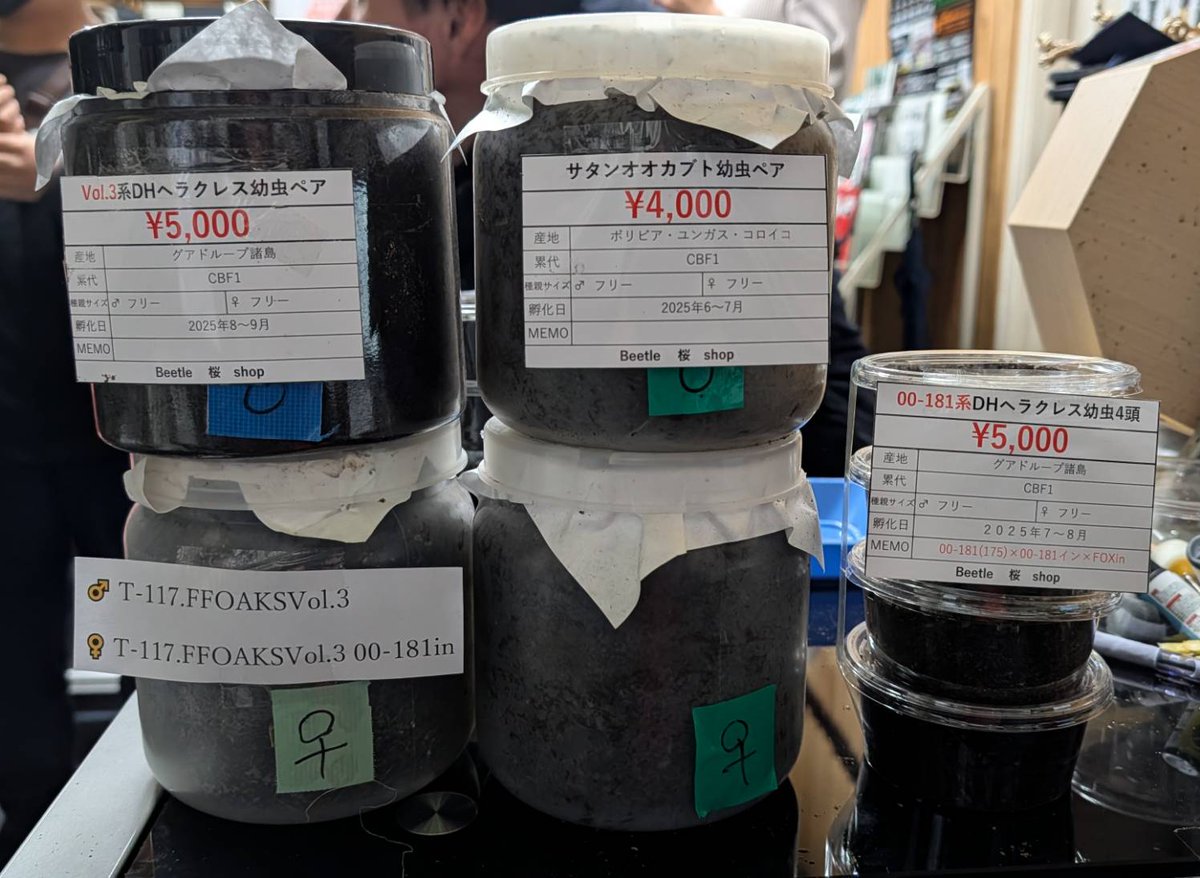 Vol.3系DHヘラクレス幼虫ペア
¥5,000
産地 グアドループ諸島
累代 CBF1
種親サイズ ♂ フリー ♀ フリー
孵化日 2025年8~9月
MEMO
Beetle 桜 shop
♂ T-117.FFOAKSVol.3
♀ T-117.FFOAKSVol.3 00-181in
♀
サタンオオカブト幼虫ペア
¥4,000
産地 ボリビア・ユンガス・コロイコ
累代 CBF1
種親サイズ ♂ フリー ♀ フリー
孵化日 2025年6~7月
MEMO
Beetle 桜 shop
♀
00-181系DHヘラクレス幼虫4頭
¥5,000
産地 グアドループ諸島
累代 CBF1
種親サイズ ♂ フリー ♀ フリー
孵化日 2025年7~8月
MEMO 00-181(175)×00-181イン×FOXin
Beetle 桜 shop